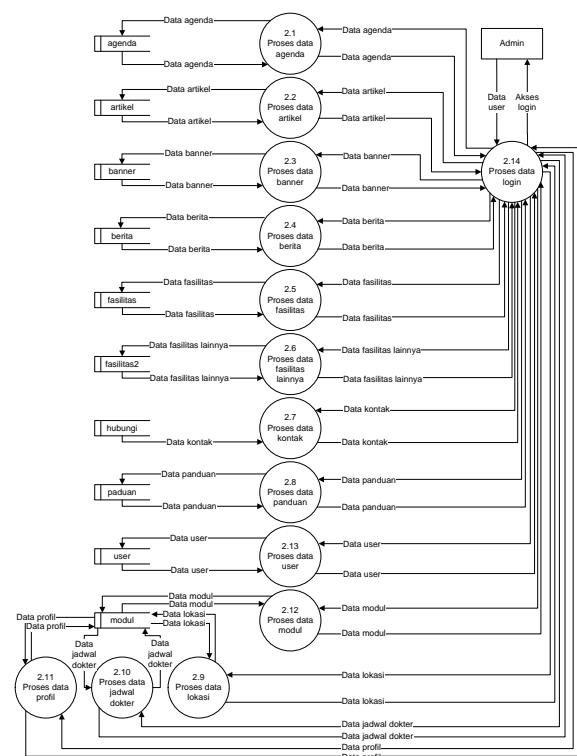 Data agenda
agenda
Data agenda
2.1
Proses data
agenda
Data agenda
Data agenda
Admin
Data
user
Akses
login
Data artikel
artikel
Data artikel
2.2
Proses data
artikel
Data artikel
Data artikel
2.14
Proses data
login
Data banner
banner
Data banner
2.3
Proses data
banner
Data banner
Data banner
Data berita
berita
Data berita
2.4
Proses data
berita
Data berita
Data berita
Data fasilitas
fasilitas
Data fasilitas
2.5
Proses data
fasilitas
Data fasilitas
Data fasilitas
Data fasilitas lainnya
fasilitas2
Data fasilitas lainnya
2.6
Proses data
fasilitas
lainnya
Data fasilitas lainnya
Data fasilitas lainnya
hubungi
Data kontak
2.7
Proses data
kontak
Data kontak
Data kontak
Data panduan
paduan
Data panduan
2.8
Proses data
panduan
Data panduan
Data panduan
Data user
user
Data user
2.13
Proses data
user
Data user
Data user
Data modul
Data modul
modul
2.12
Proses data
modul
Data modul
Data modul
Data profil
Data profil
Data lokasi
Data lokasi
Data
jadwal
dokter
Data
jadwal
dokter
2.11
Proses data
profil
2.10
Proses data
jadwal
dokter
2.9
Proses data
lokasi
Data lokasi
Data lokasi
Data jadwal dokter
Data jadwal dokter
Data profil
Data profil